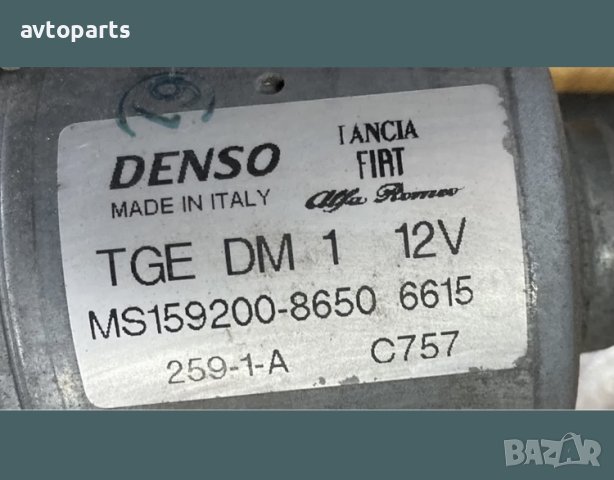 avtoparts
DENSO
MADE IN ITALY
LANCIA
FIAT
Alfa Romeo
TGE DM 1 12V
MS159200-8650 6615
259-1-A C757
BAZAR